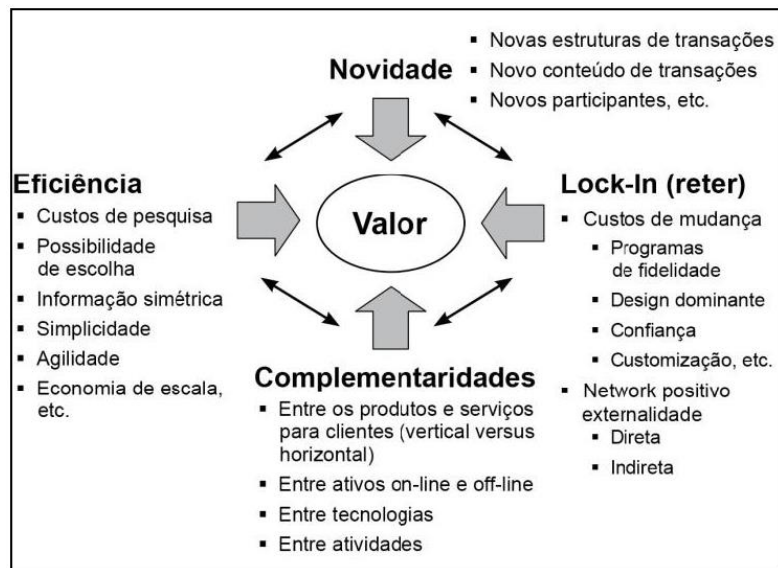 Novidade
▪ Novas estruturas de transações
▪ Novo conteúdo de transações
▪ Novos participantes, etc.
Eficiência
▪ Custos de pesquisa
▪ Possibilidade
de escolha
▪ Informação simétrica
▪ Simplicidade
▪ Agilidade
▪ Economia de escala,
etc.
Valor
Lock-In (reter)
▪ Custos de mudança
▪ Programas
de fidelidade
▪ Design dominante
▪ Confiança
▪ Customização, etc.
▪ Network positivo
externalidade
▪ Direta
▪ Indireta
Complementaridades
▪ Entre os produtos e serviços
para clientes (vertical versus
horizontal)
▪ Entre ativos on-line e off-line
▪ Entre tecnologias
▪ Entre atividades